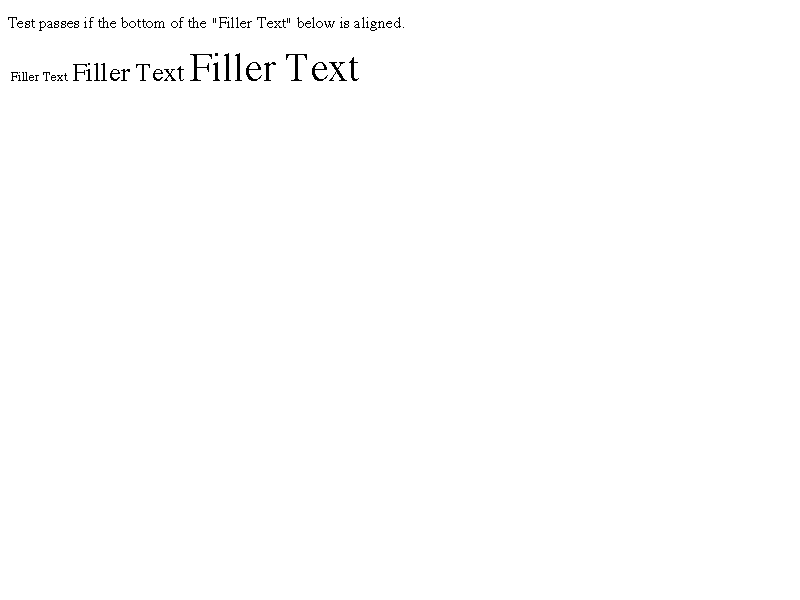 Test passes if the bottom of the "Filler Text" below is aligned.
Filler Text Filler Text Filler Text